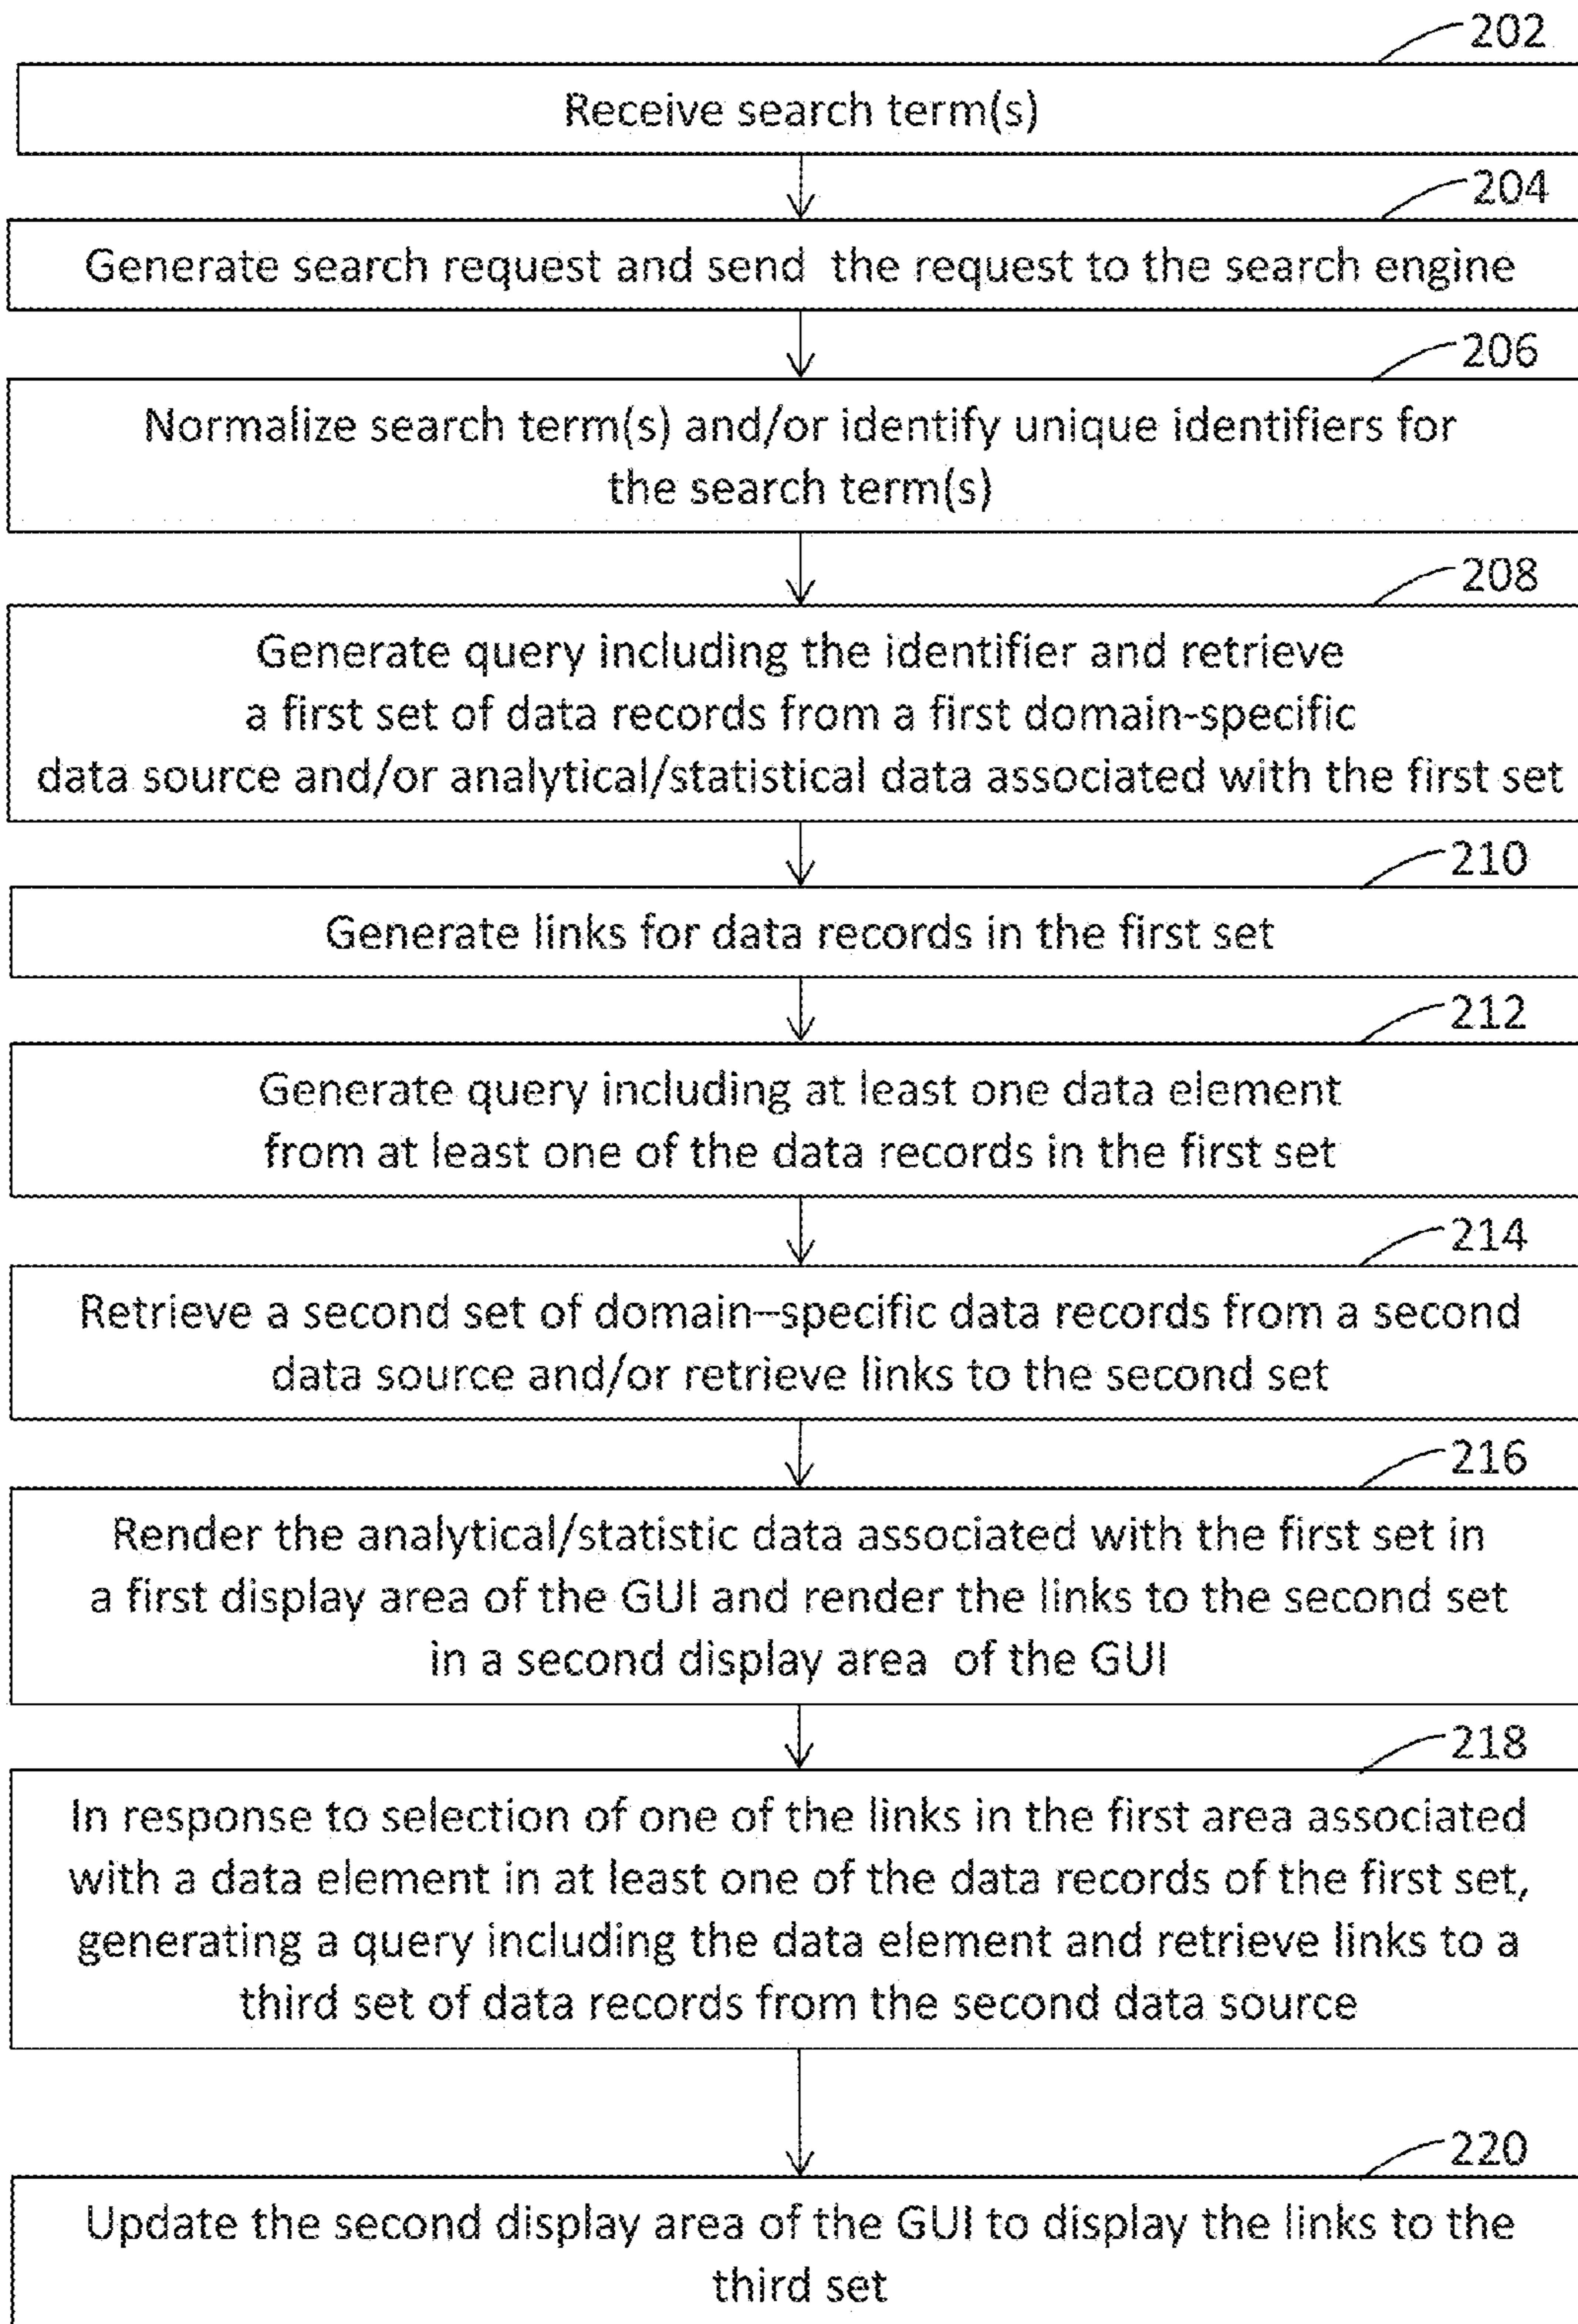 202
Receive search term(s)
204
Generate search request and send the request to the search engine
206
Normalize search term(s) and/or identify unique identifiers for
the search term(s)
208
Generate query including the identifier and retrieve
a first set of data records from a first domain-specific
data source and/or analytical/statistical data associated with the first set
210
Generate links for data records in the first set
212
Generate query including at least one data element
from at least one of the data records in the first set
214
Retrieve a second set of domain–specific data records from a second
data source and/or retrieve links to the second set
216
Render the analytical/statistic data associated with the first set in
a first display area of the GUI and render the links to the second set
in a second display area of the GUI
218
In response to selection of one of the links in the first area associated
with a data element in at least one of the data records of the first set,
generating a query including the data element and retrieve links to a
third set of data records from the second data source
220
Update the second display area of the GUI to display the links to the
third set